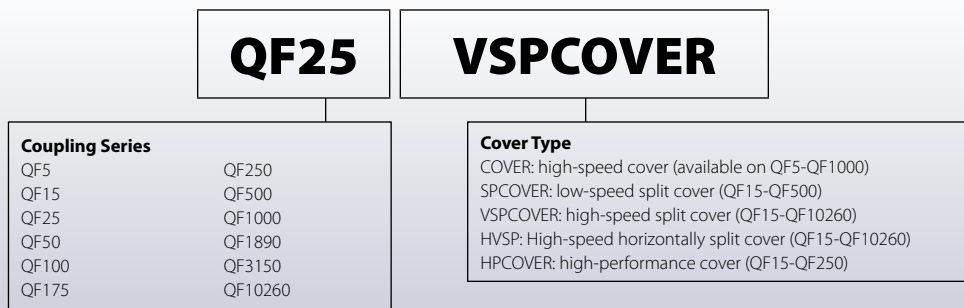 QF25 VSPCOVER
Coupling Series
QF5 QF250
QF15 QF500
QF25 QF1000
QF50 QF1890
QF100 QF3150
QF175 QF10260
Cover Type
COVER: high-speed cover (available on QF5-QF1000)
SPCOVER: low-speed split cover (QF15-QF500)
VSPCOVER: high-speed split cover (QF15-QF10260)
HVSP: High-speed horizontally split cover (QF15-QF10260)
HPCOVER: high-performance cover (QF15-QF250)